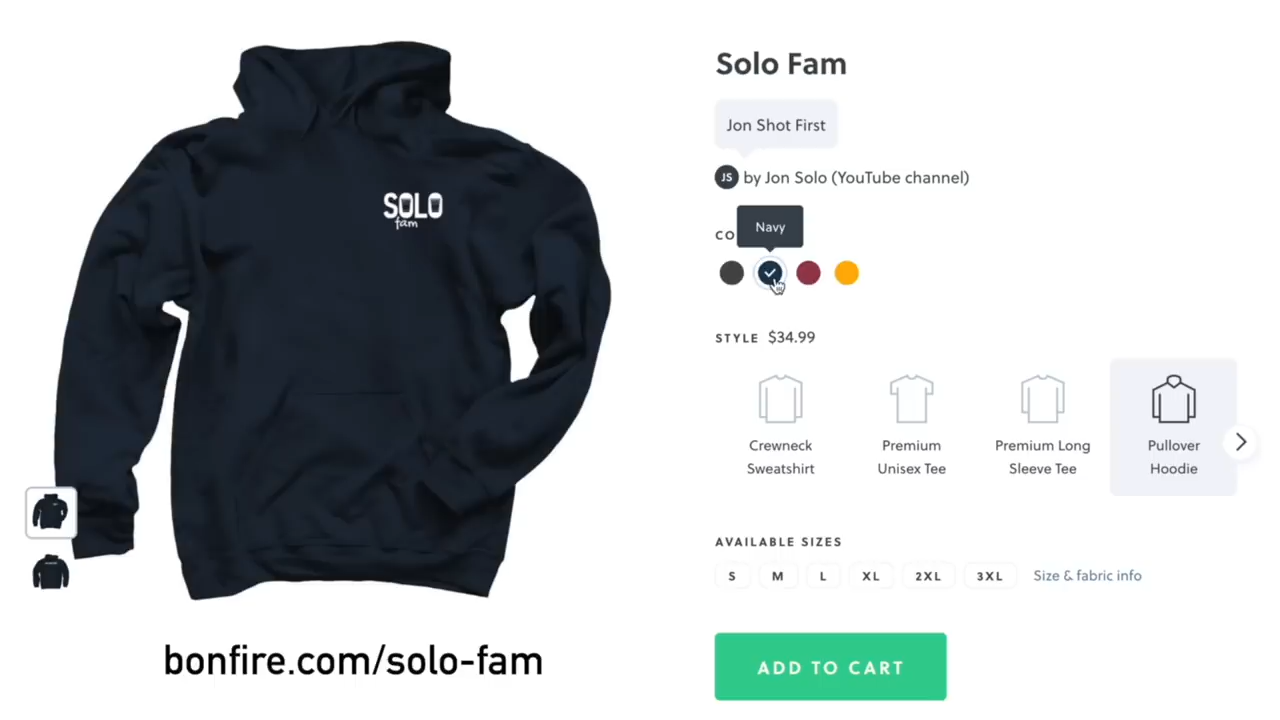 Solo Fam
Jon Shot First
JS by Jon Solo (YouTube channel)
Navy
CO
STYLE $34.99
Crewneck
Sweatshirt
Premium
Unisex Tee
Premium Long
Sleeve Tee
Pullover
Hoodie
AVAILABLE SIZES
S M L XL 2XL 3XL Size & fabric info
ADD TO CART
SOLO
fam
bonfire.com/solo-fam